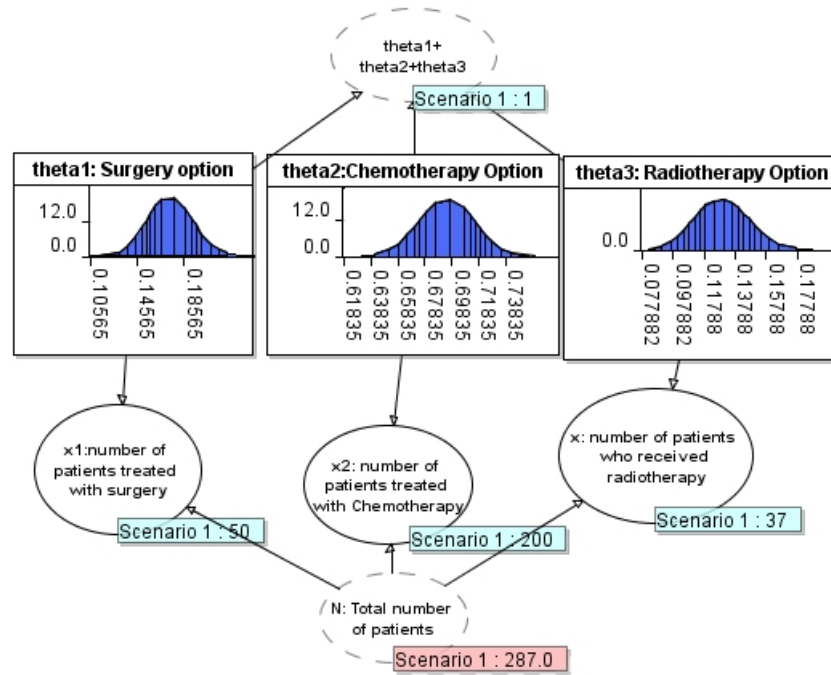 theta1+
theta2+theta3
Scenario 1 : 1
theta1: Surgery option
12.0
0.0
0.10565
0.14565
0.18565
theta2:Chemotherapy Option
12.0
0.0
0.61835
0.63835
0.65835
0.67835
0.69835
0.71835
0.73835
theta3: Radiotherapy Option
0.0
0.077882
0.097882
0.11788
0.13788
0.15788
0.17788
x1:number of
patients treated
with surgery
Scenario 1 : 50
x2: number of
patients treated
with Chemotherapy
Scenario 1 : 200
x: number of patients
who received
radiotherapy
Scenario 1 : 37
N: Total number
of patients
Scenario 1 : 287.0